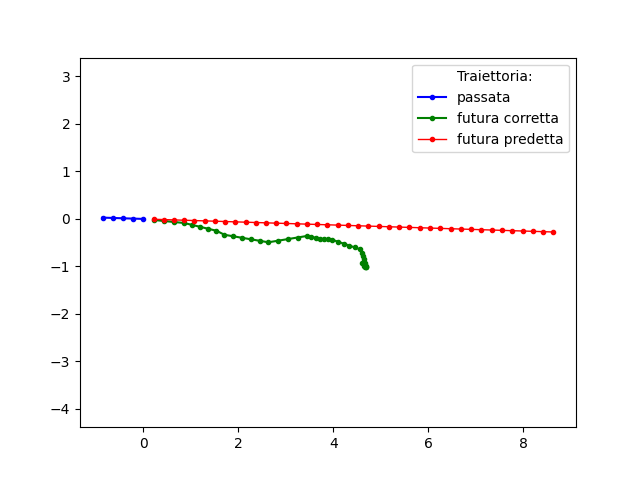 Traiettoria:
passata
futura corretta
futura predetta
3
2
1
0
−1
−2
−3
−4
0 2 4 6 8